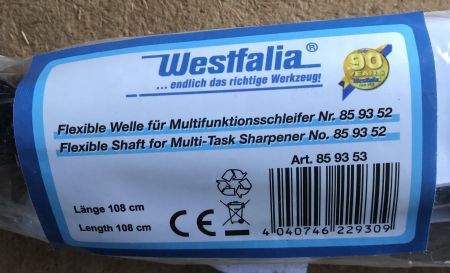 Westfalia®
... endlich das richtige Werkzeug!
90
YEARS
Westfalia
Flexible Welle für Multifunktionsschleifer Nr. 85 93 52
Flexible Shaft for Multi-Task Sharpener No. 85 93 52
Art. 85 93 53
Länge 108 cm
Length 108 cm
CE
4 040746 229309